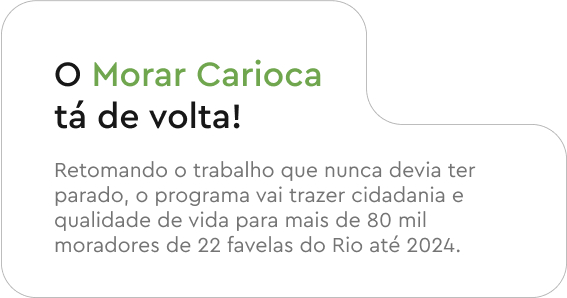 O Morar Carioca
tá de volta!
Retomando o trabalho que nunca devia ter
parado, o programa vai trazer cidadania e
qualidade de vida para mais de 80 mil
moradores de 22 favelas do Rio até 2024.